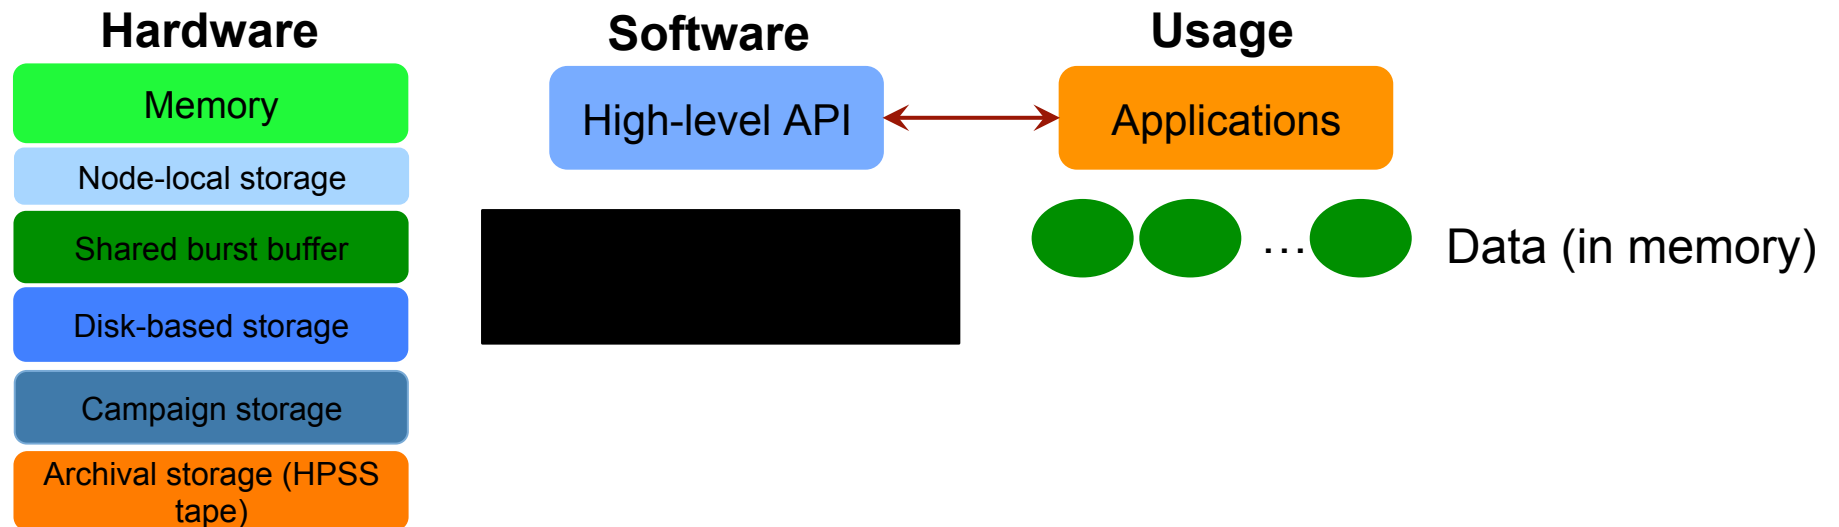 Hardware
Software
Usage
Memory
High-level API
Applications
Node-local storage
Shared burst buffer
...
Data (in memory)
Disk-based storage
Campaign storage
Archival storage (HPSS
tape)